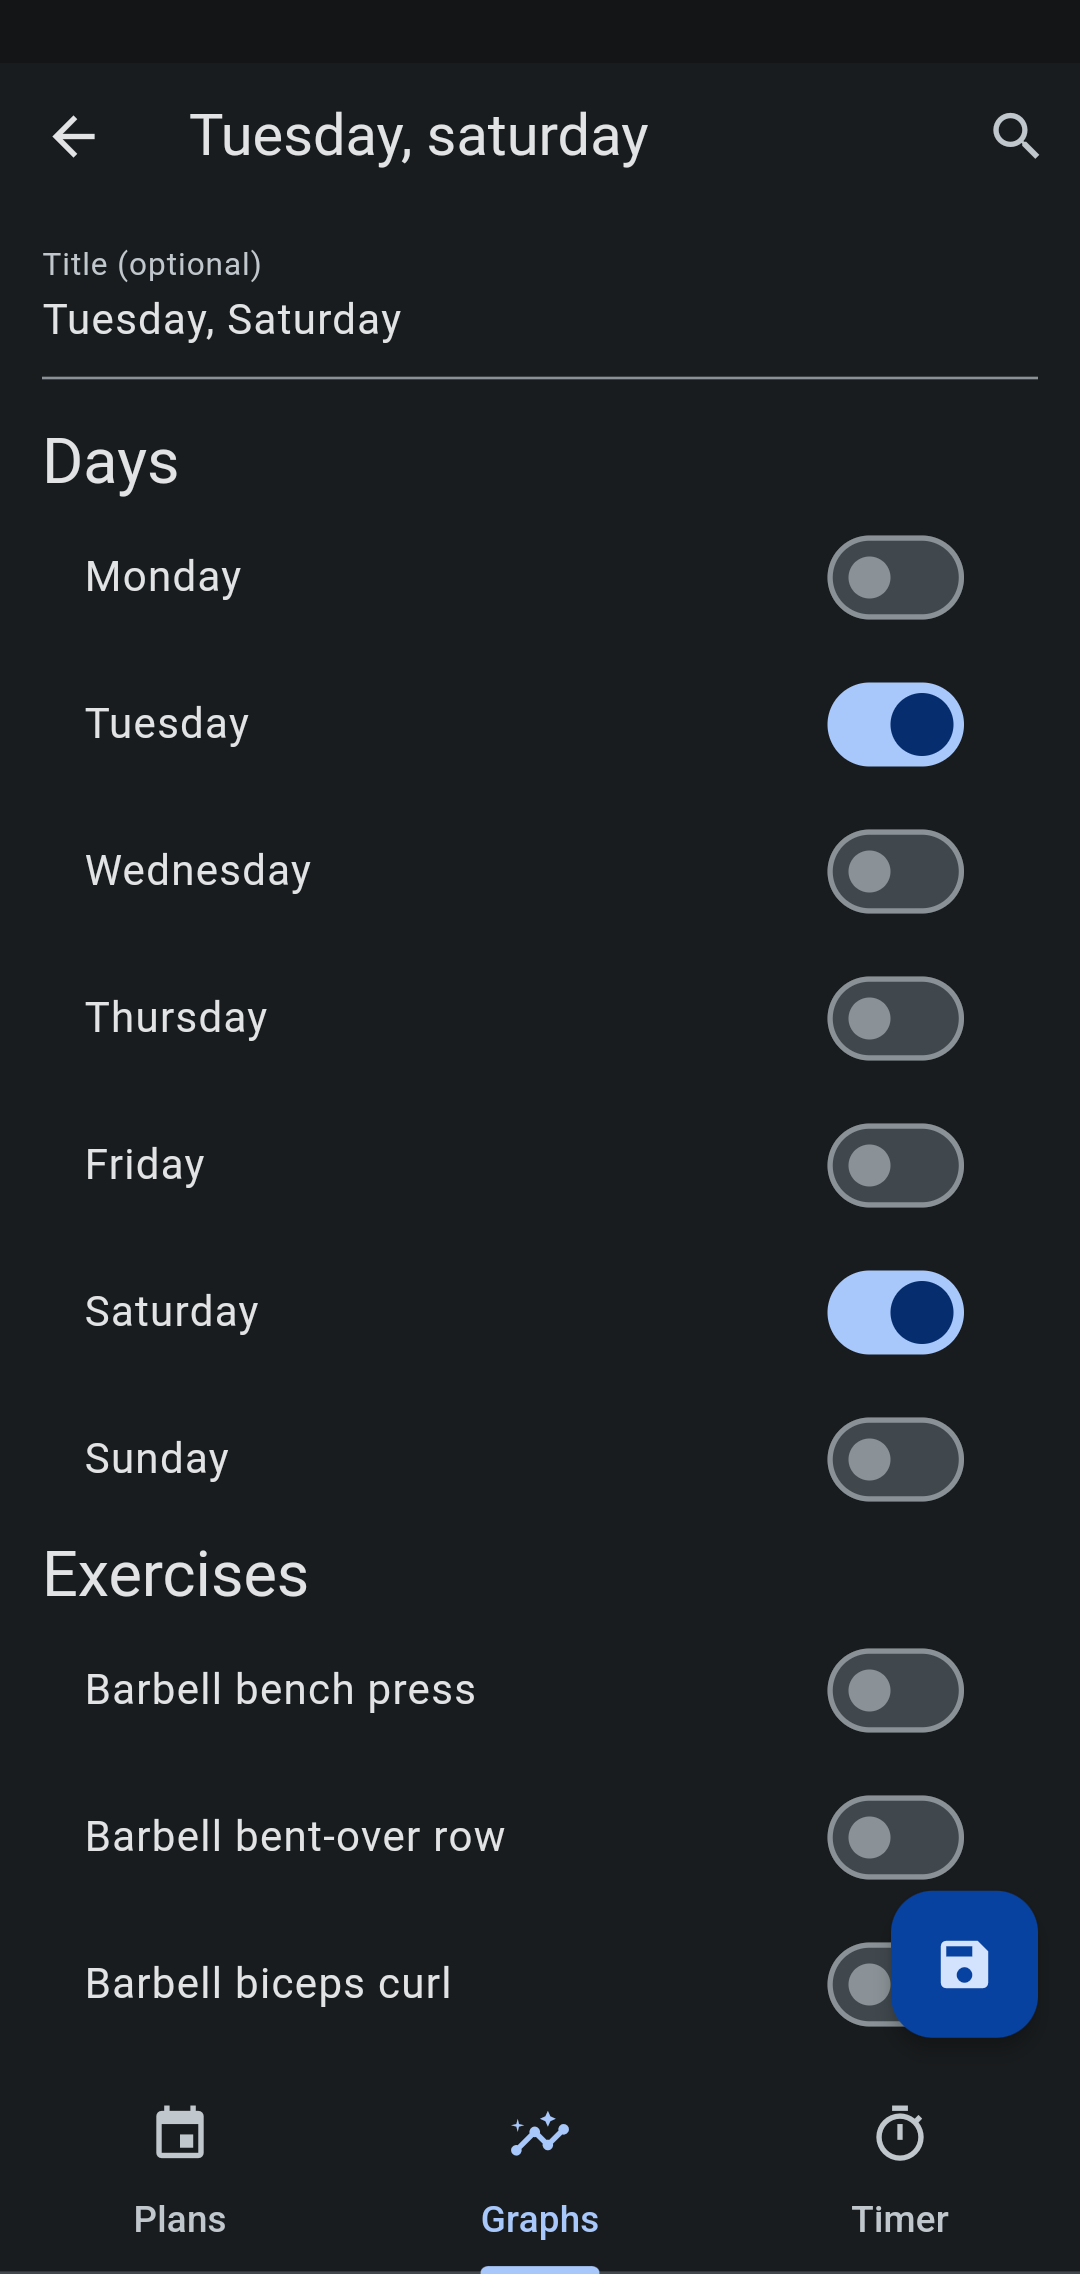 Tuesday, saturday
Title (optional)
Tuesday, Saturday
Days
Monday
Tuesday
Wednesday
Thursday
Friday
Saturday
Sunday
Exercises
Barbell bench press
Barbell bent-over row
Barbell biceps curl
Plans
Graphs
Timer